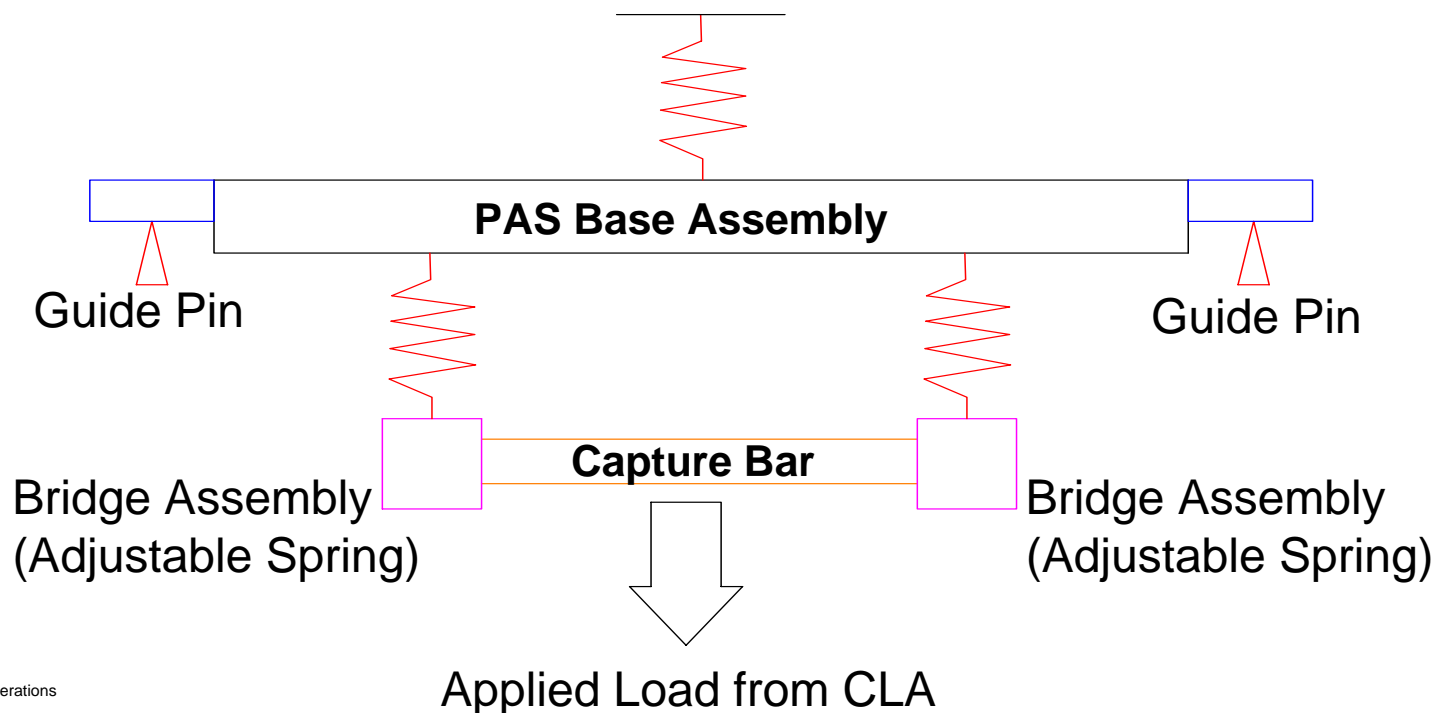 PAS Base Assembly
Guide Pin
Guide Pin
Capture Bar
Bridge Assembly
(Adjustable Spring)
Bridge Assembly
(Adjustable Spring)
erations
Applied Load from CLA